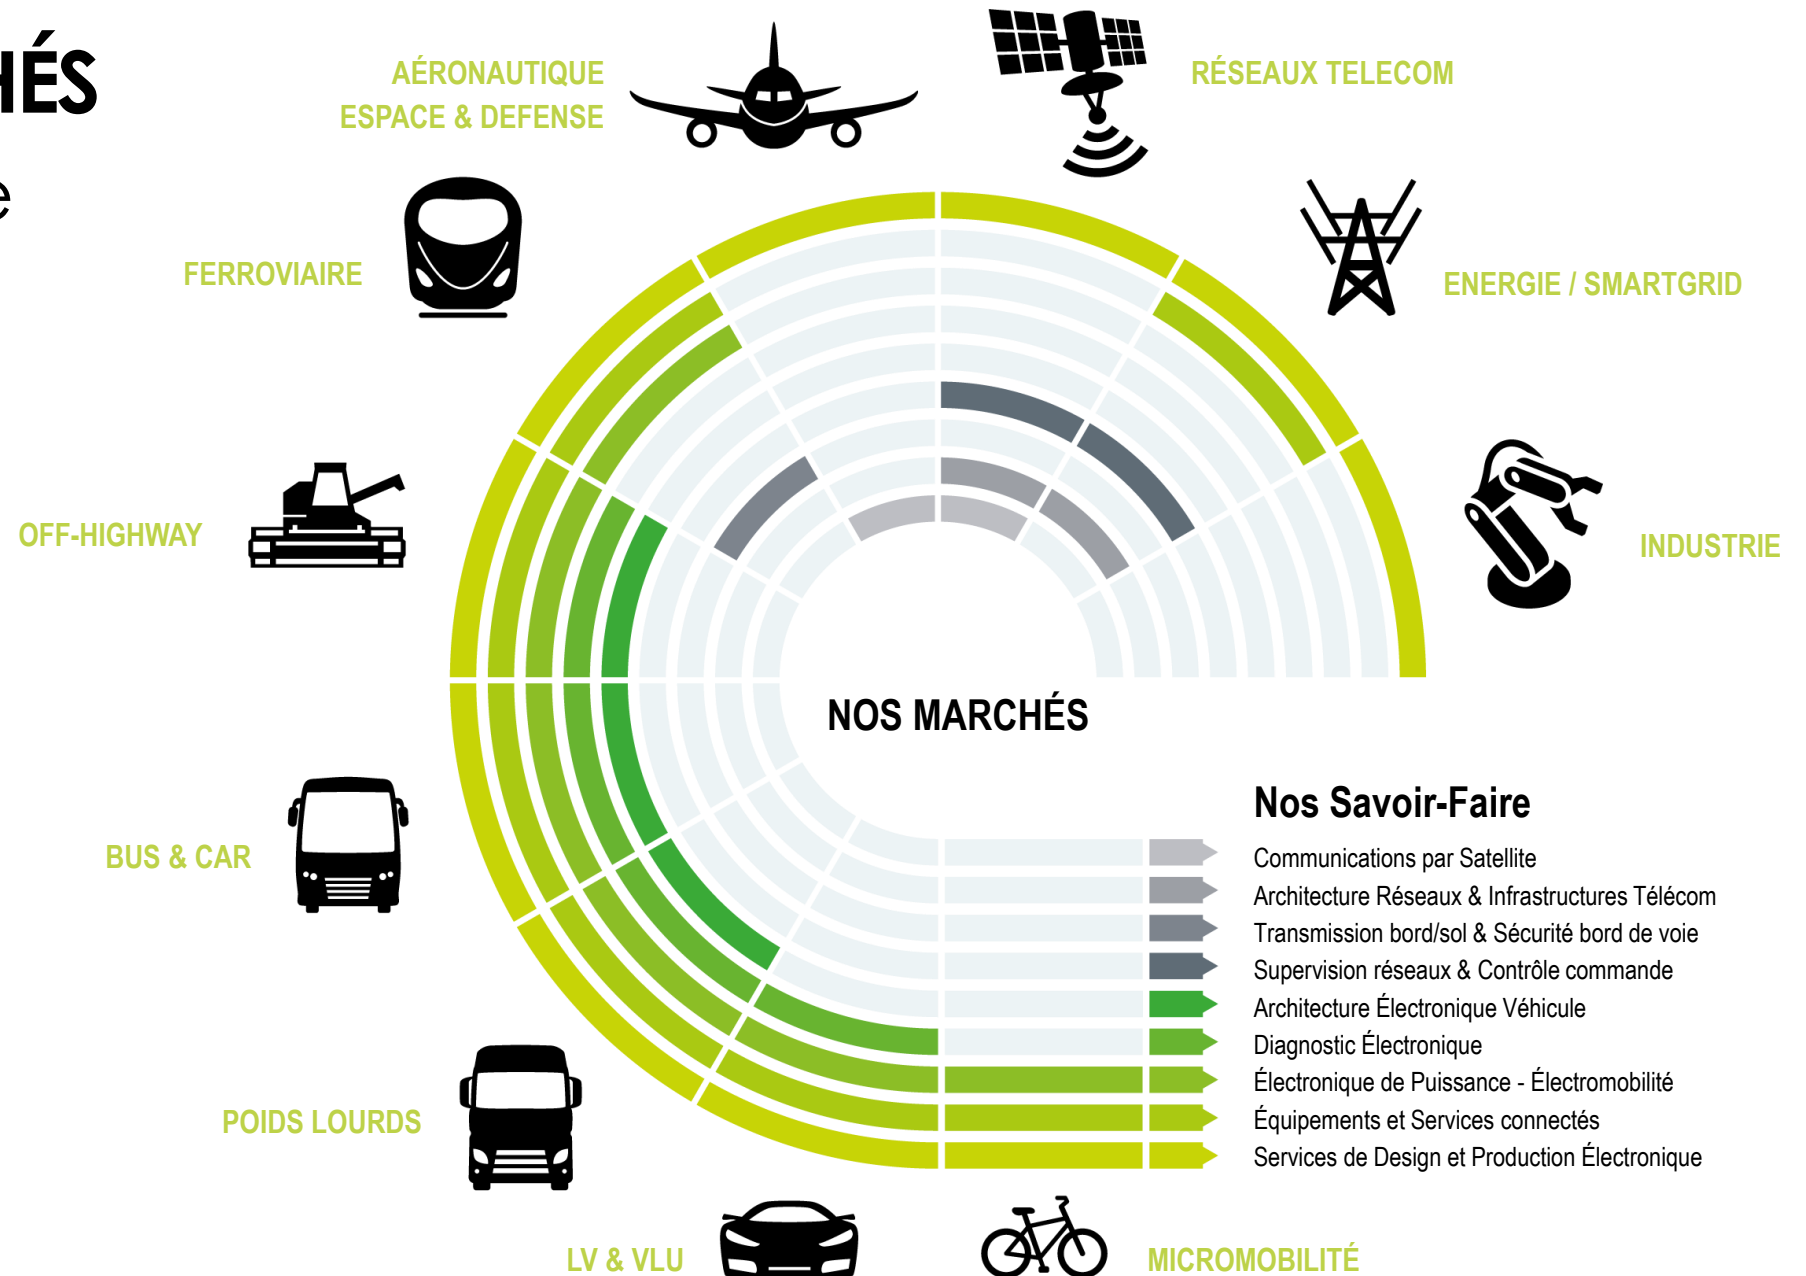 HÉS
e
AÉRONAUTIQUE
ESPACE & DEFENSE
RÉSEAUX TELECOM
FERROVIAIRE
ENERGIE / SMARTGRID
OFF-HIGHWAY
INDUSTRIE
NOS MARCHÉS
BUS & CAR
POIDS LOURDS
LV & VLU
MICROMOBILITÉ
Nos Savoir-Faire
Communications par Satellite
Architecture Réseaux & Infrastructures Télécom
Transmission bord/sol & Sécurité bord de voie
Supervision réseaux & Contrôle commande
Architecture Électronique Véhicule
Diagnostic Électronique
Électronique de Puissance - Électromobilité
Équipements et Services connectés
Services de Design et Production Électronique